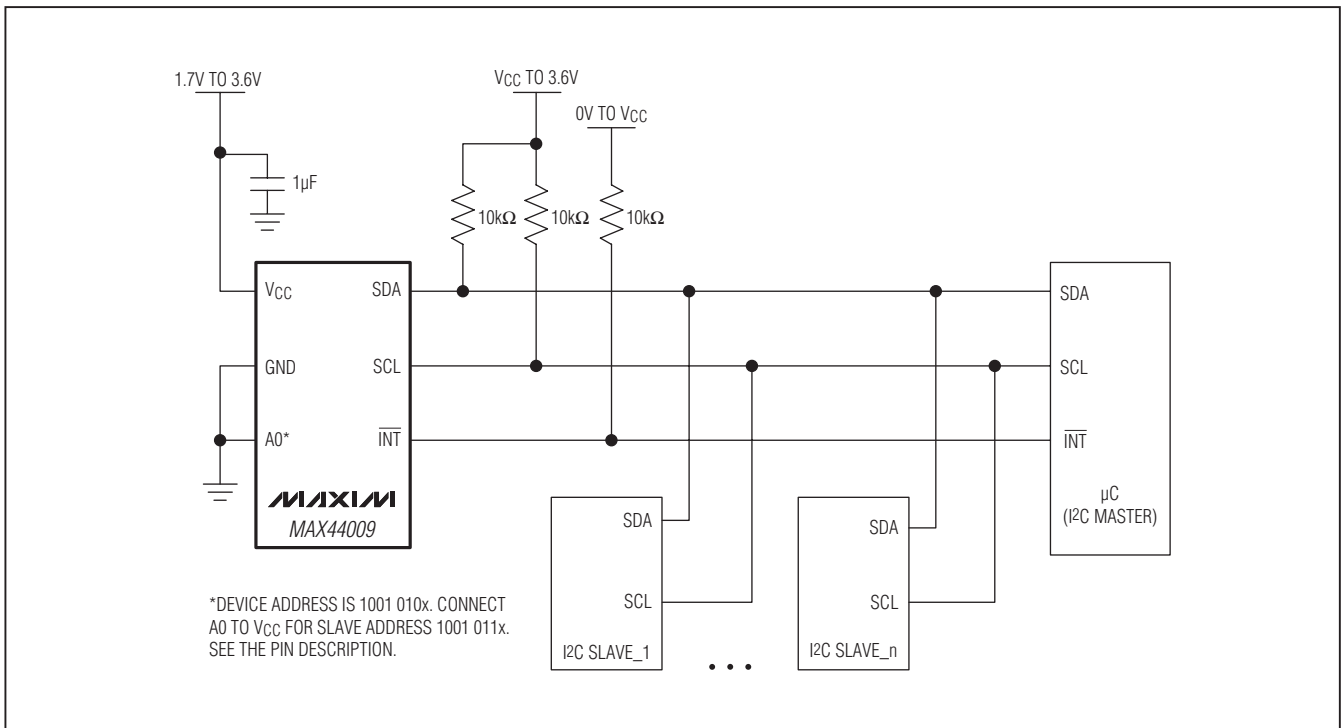 1.7V TO 3.6V
VCC TO 3.6V
0V TO VCC
1µF
10kΩ
10kΩ
10kΩ
VCC
SDA
GND
SCL
A0*
INT
MAXIM
MAX44009
SDA
SCL
INT
µC
(I2C MASTER)
SDA
SCL
I2C SLAVE_1
• • •
SDA
SCL
I2C SLAVE_n
*DEVICE ADDRESS IS 1001 010x. CONNECT
A0 TO VCC FOR SLAVE ADDRESS 1001 011x.
SEE THE PIN DESCRIPTION.